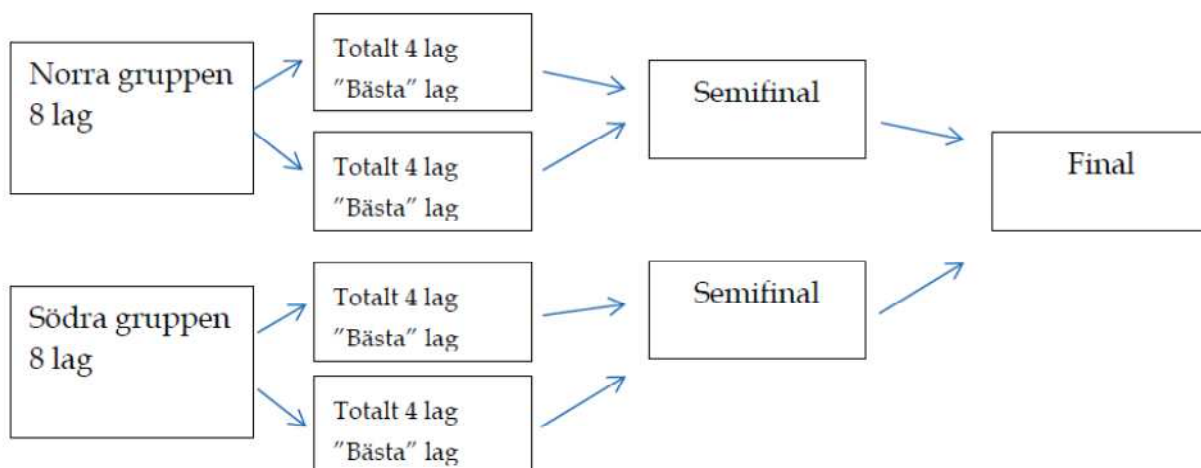 Norra gruppen
8 lag
Totalt 4 lag
”Bästa” lag
Totalt 4 lag
”Bästa” lag
Semifinal
Final
Södra gruppen
8 lag
Totalt 4 lag
”Bästa” lag
Totalt 4 lag
”Bästa” lag
Semifinal